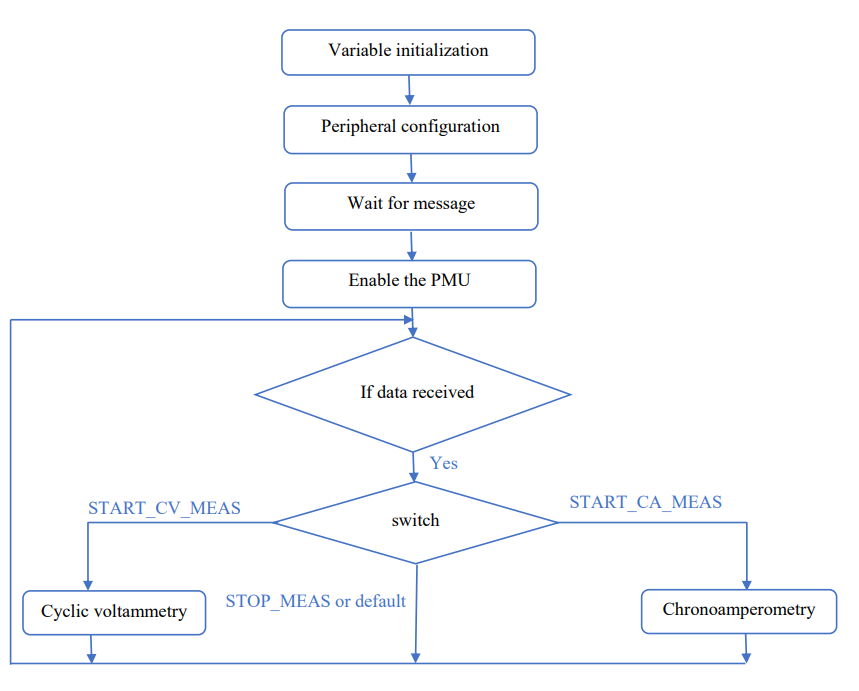 Variable initialization
Peripheral configuration
Wait for message
Enable the PMU
If data received
Yes
START_CV_MEAS
START_CA_MEAS
switch
STOP_MEAS or default
Cyclic voltammetry
Chronoamperometry